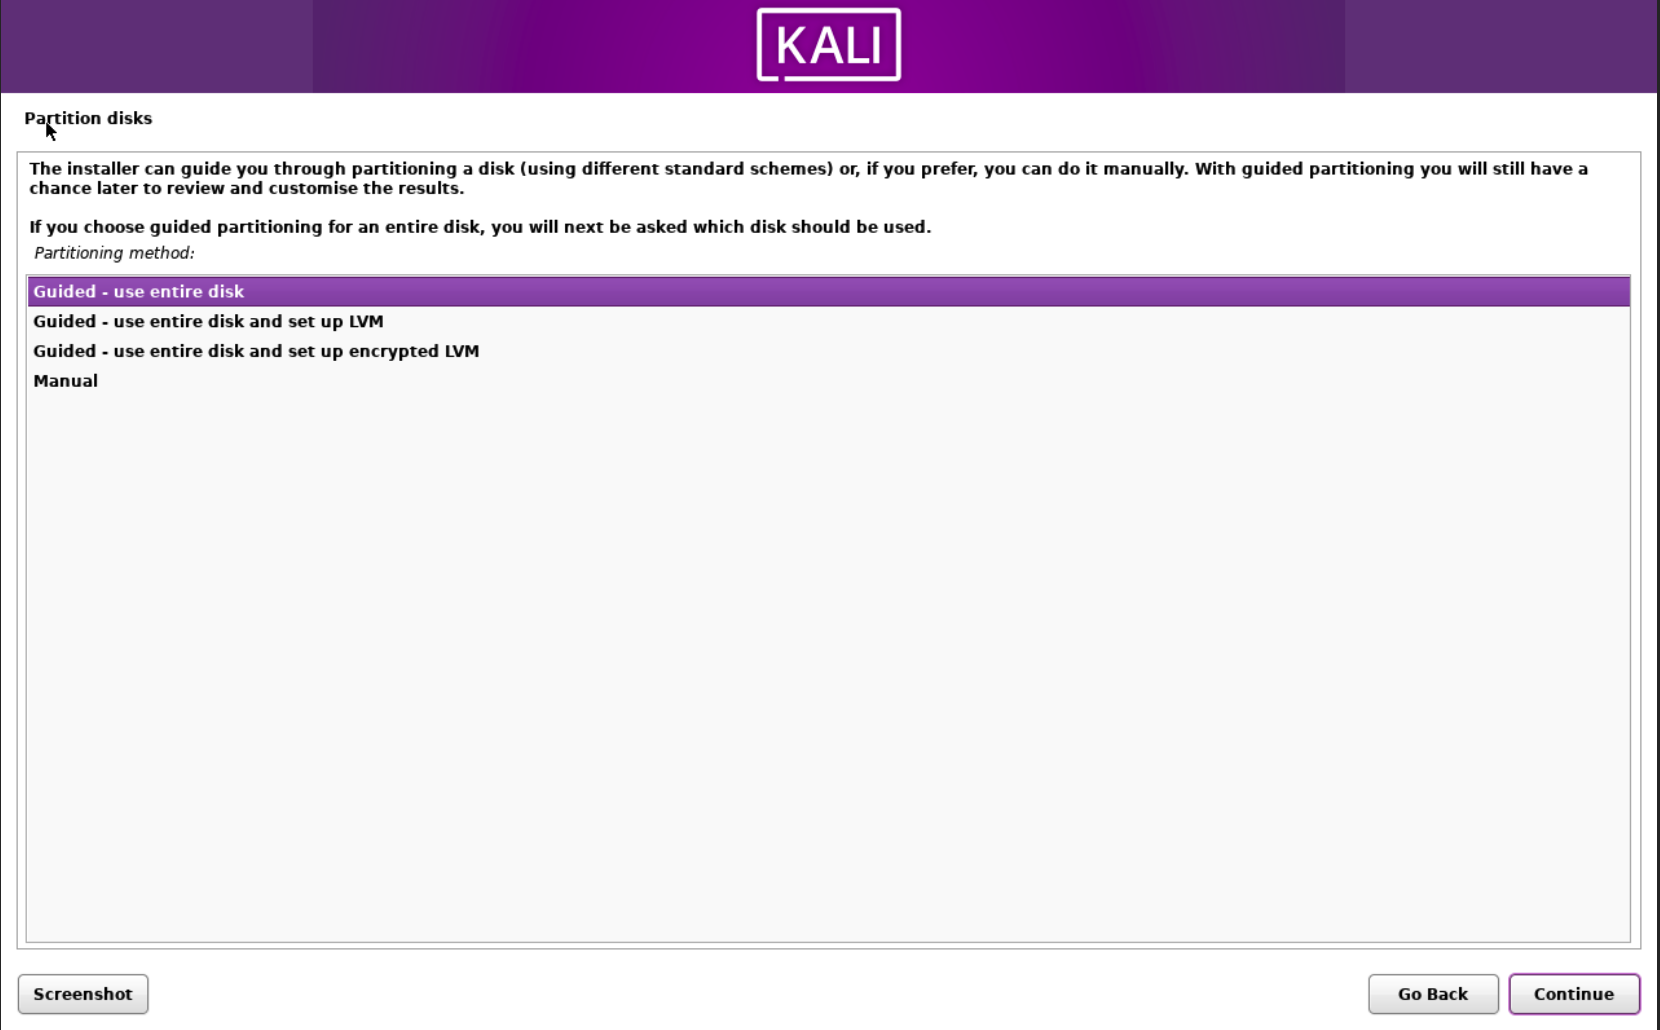 KALI
Partition disks
The installer can guide you through partitioning a disk (using different standard schemes) or, if you prefer, you can do it manually. With guided partitioning you will still have a
chance later to review and customise the results.
If you choose guided partitioning for an entire disk, you will next be asked which disk should be used.
Partitioning method:
Guided - use entire disk
Guided - use entire disk and set up LVM
Guided - use entire disk and set up encrypted LVM
Manual
Screenshot
Go Back
Continue